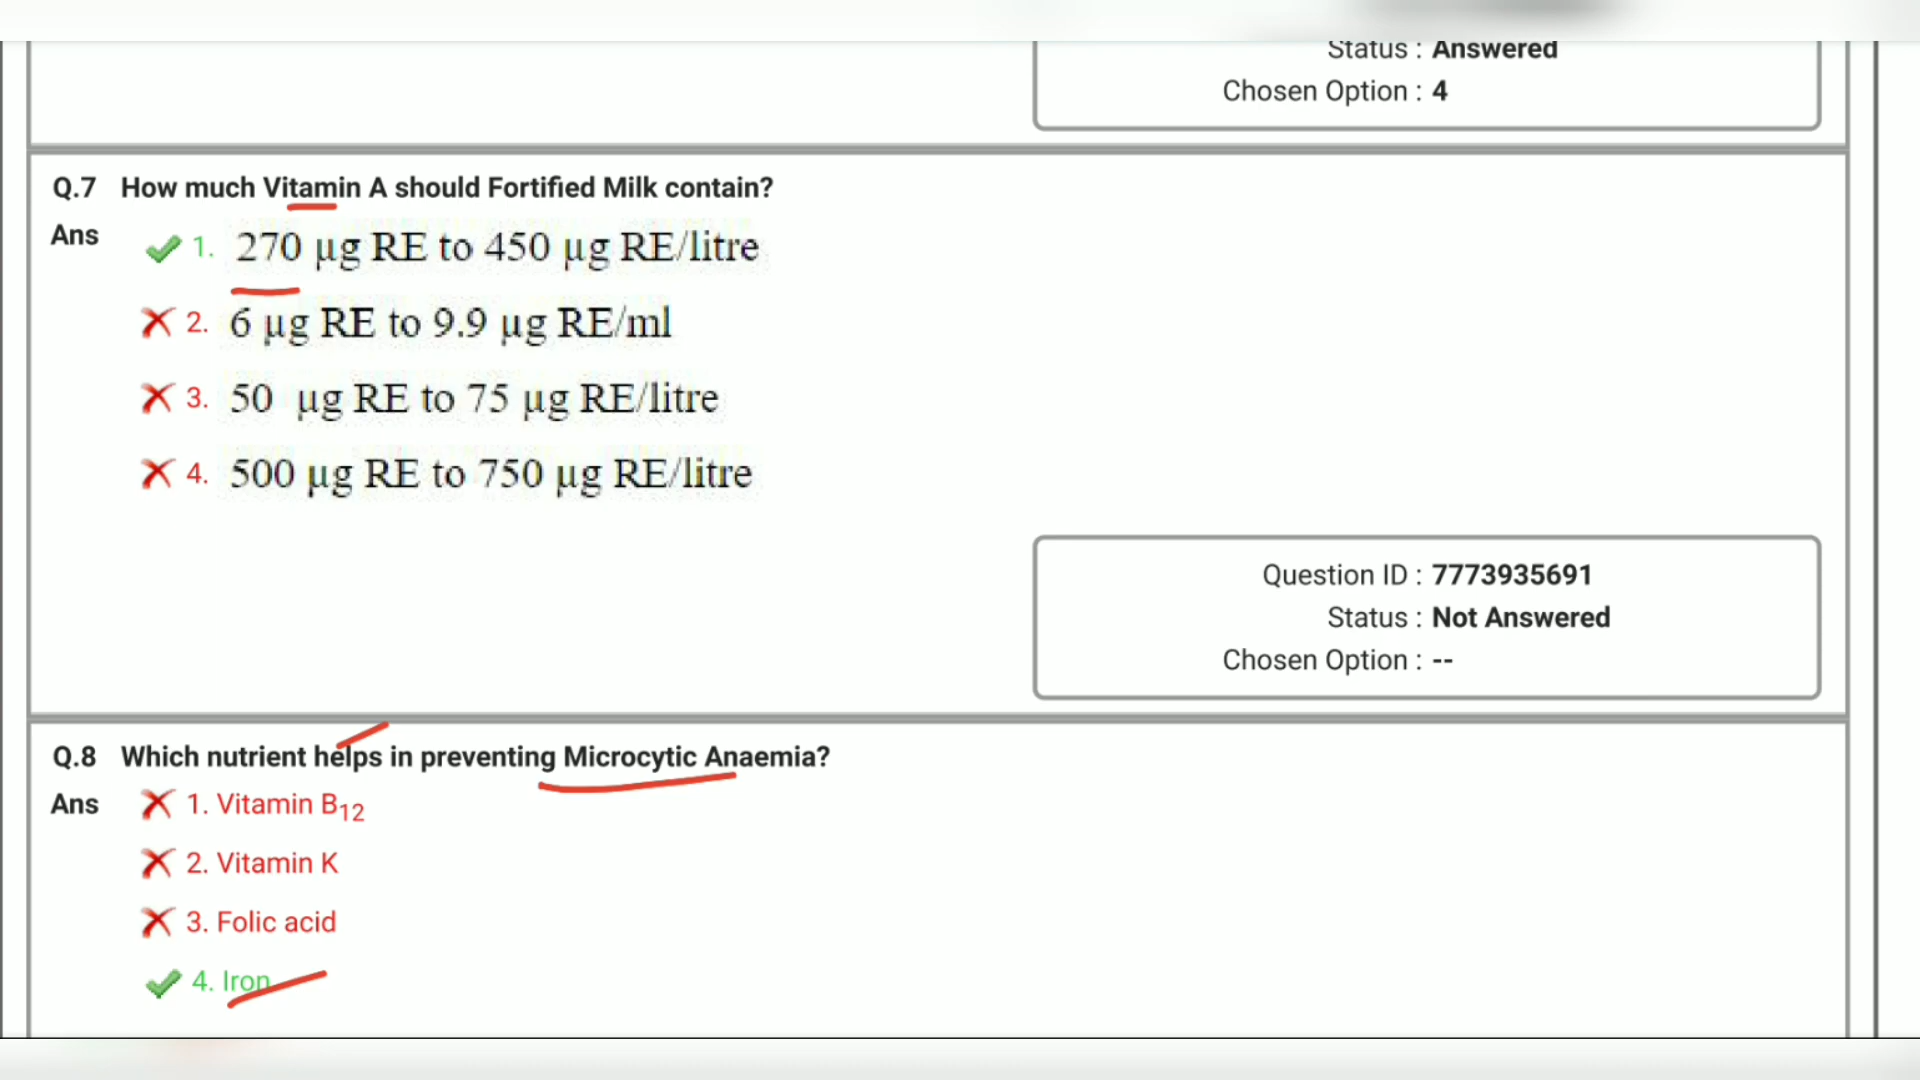 Status : Answered
Chosen Option : 4
Q.7 How much Vitamin A should Fortified Milk contain?
Ans 1. 270 µg RE to 450 µg RE/litre
2. 6 µg RE to 9.9 µg RE/ml
3. 50 µg RE to 75 µg RE/litre
4. 500 µg RE to 750 µg RE/litre
Question ID : 7773935691
Status : Not Answered
Chosen Option : --
Q.8 Which nutrient helps in preventing Microcytic Anaemia?
Ans 1. Vitamin B12
2. Vitamin K
3. Folic acid
4. Iron